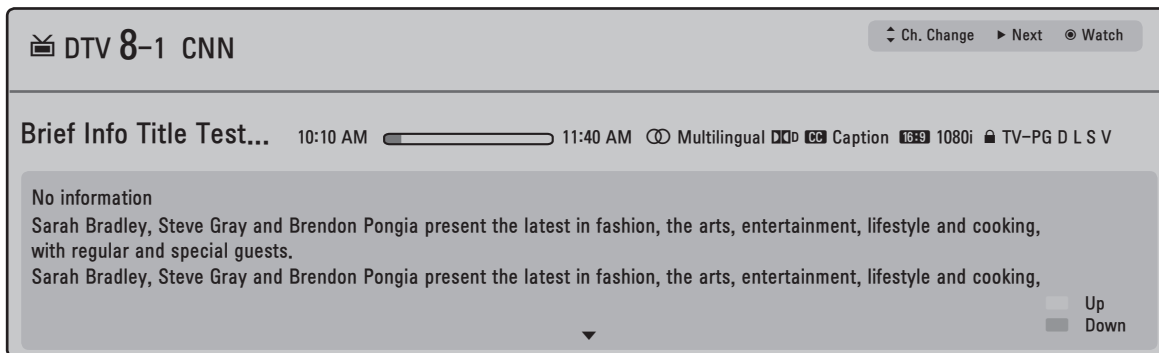 DTV 8-1 CNN
Ch. Change Next Watch
Brief Info Title Test... 10:10 AM 11:40 AM Multilingual DD D CC Caption 16:9 1080i TV-PG D L S V
No information
Sarah Bradley, Steve Gray and Brendon Pongia present the latest in fashion, the arts, entertainment, lifestyle and cooking,
with regular and special guests.
Sarah Bradley, Steve Gray and Brendon Pongia present the latest in fashion, the arts, entertainment, lifestyle and cooking,
Up
Down